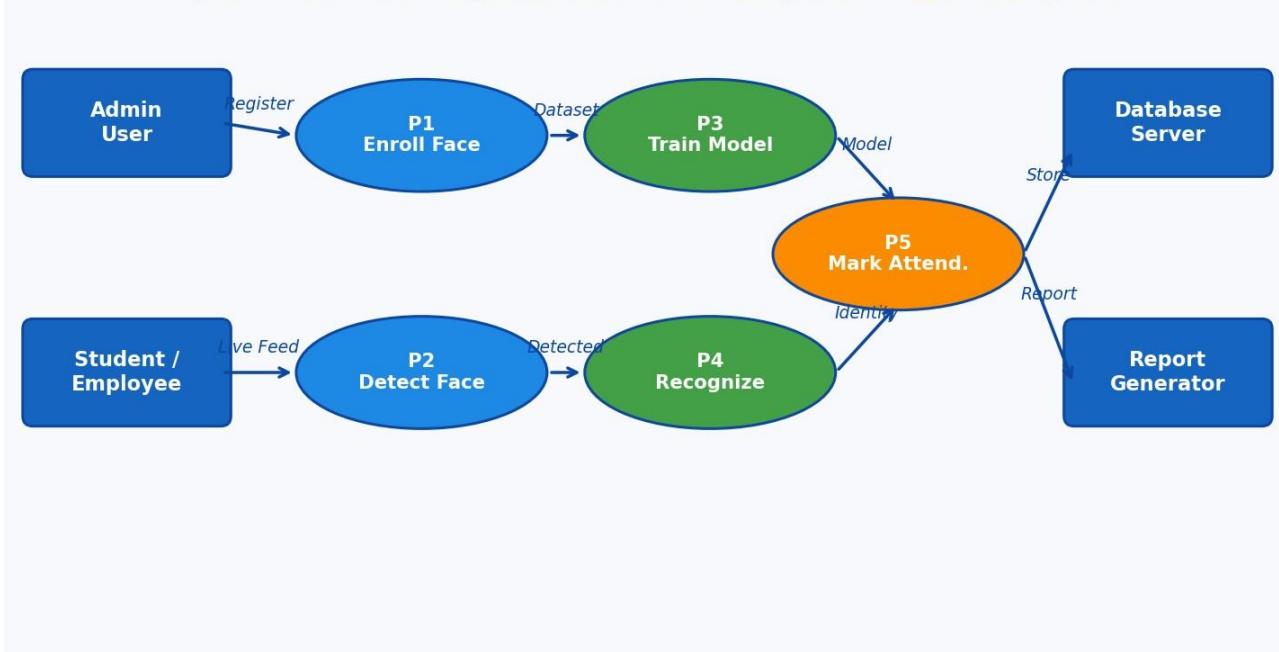 Admin
User
Register
P1
Enroll Face
Dataset
P3
Train Model
Model
Database
Server
Store
P5
Mark Attend.
Report
Identity
Student /
Employee
Live Feed
P2
Detect Face
Detected
P4
Recognize
Report
Generator